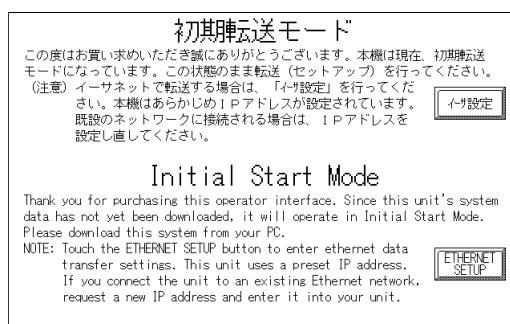 初期転送モード
この度はお買い求めいただき誠にありがとうございます。本機は現在、初期転送
モードになっています。この状態のまま転送（セットアップ）を行ってください。
（注意）イーサネットで転送する場合は、「ｲｰｻ設定」を行ってくだ
さい。本機はあらかじめＩＰアドレスが設定されています。
既設のネットワークに接続される場合は、ＩＰアドレスを
設定し直してください。
ｲｰｻ設定
Initial Start Mode
Thank you for purchasing this operator interface. Since this unit's system
data has not yet been downloaded, it will operate in Initial Start Mode.
Please download this system from your PC.
NOTE: Touch the ETHERNET SETUP button to enter ethernet data
transfer settings. This unit uses a preset IP address.
If you connect the unit to an existing Ethernet network,
request a new IP address and enter it into your unit.
ETHERNET
SETUP